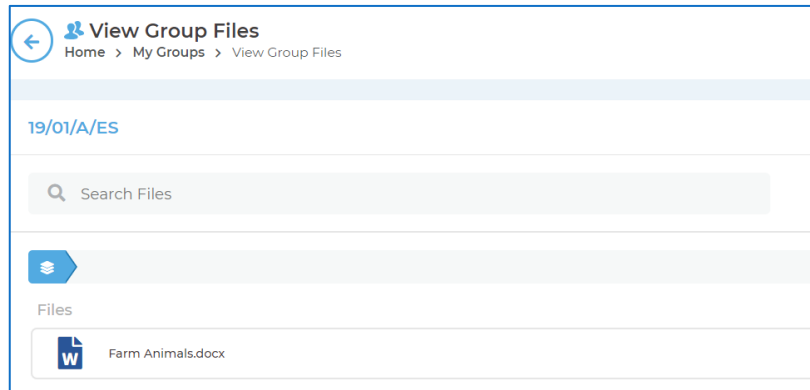 View Group Files
Home > My Groups > View Group Files
19/01/A/ES
Search Files
Files
W Farm Animals.docx